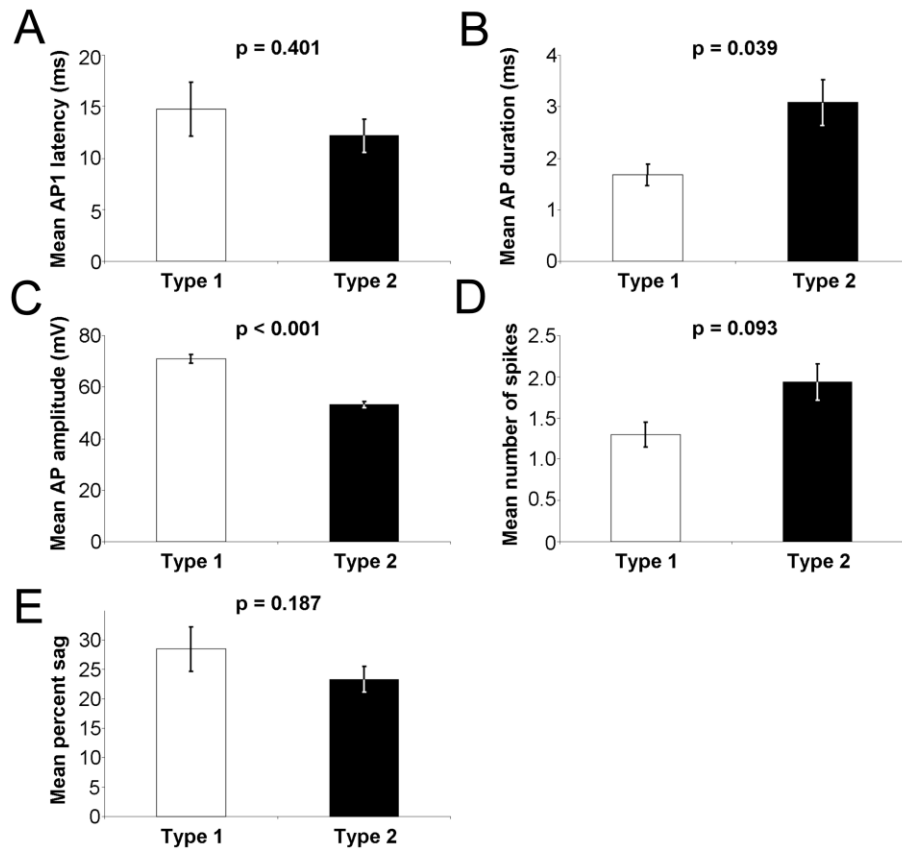 A
p = 0.401
Mean AP1 latency (ms)
20
15
10
5
0
Type 1
Type 2
B
p = 0.039
Mean AP duration (ms)
4
3
2
1
0
Type 1
Type 2
C
p < 0.001
Mean AP amplitude (mV)
80
60
40
20
0
Type 1
Type 2
D
p = 0.093
Mean number of spikes
2.5
2.0
1.5
1.0
0.5
0
Type 1
Type 2
E
p = 0.187
Mean percent sag
30
25
20
15
10
5
0
Type 1
Type 2